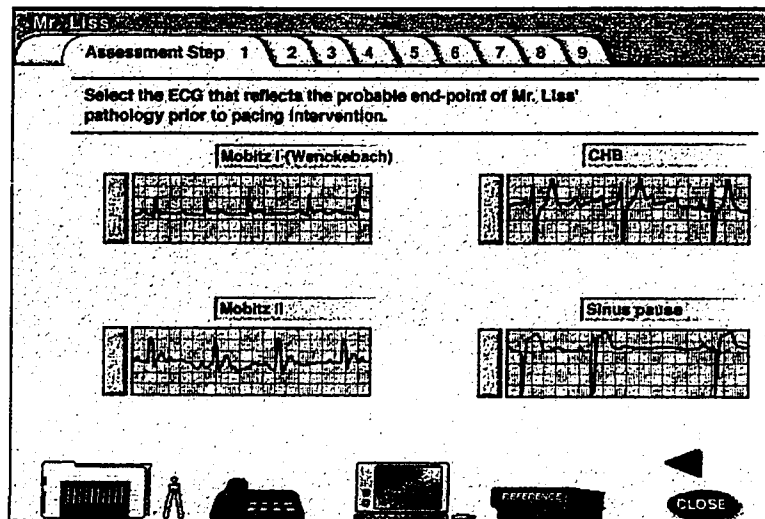 Mr. Liss
Assessment Step 1 2 3 4 5 6 7 8 9
Select the ECG that reflects the probable end-point of Mr. Liss'
pathology prior to pacing intervention.
Mobitz I (Wenckebach)
CHB
Mobitz II
Sinus pause
REFERENCE
CLOSE